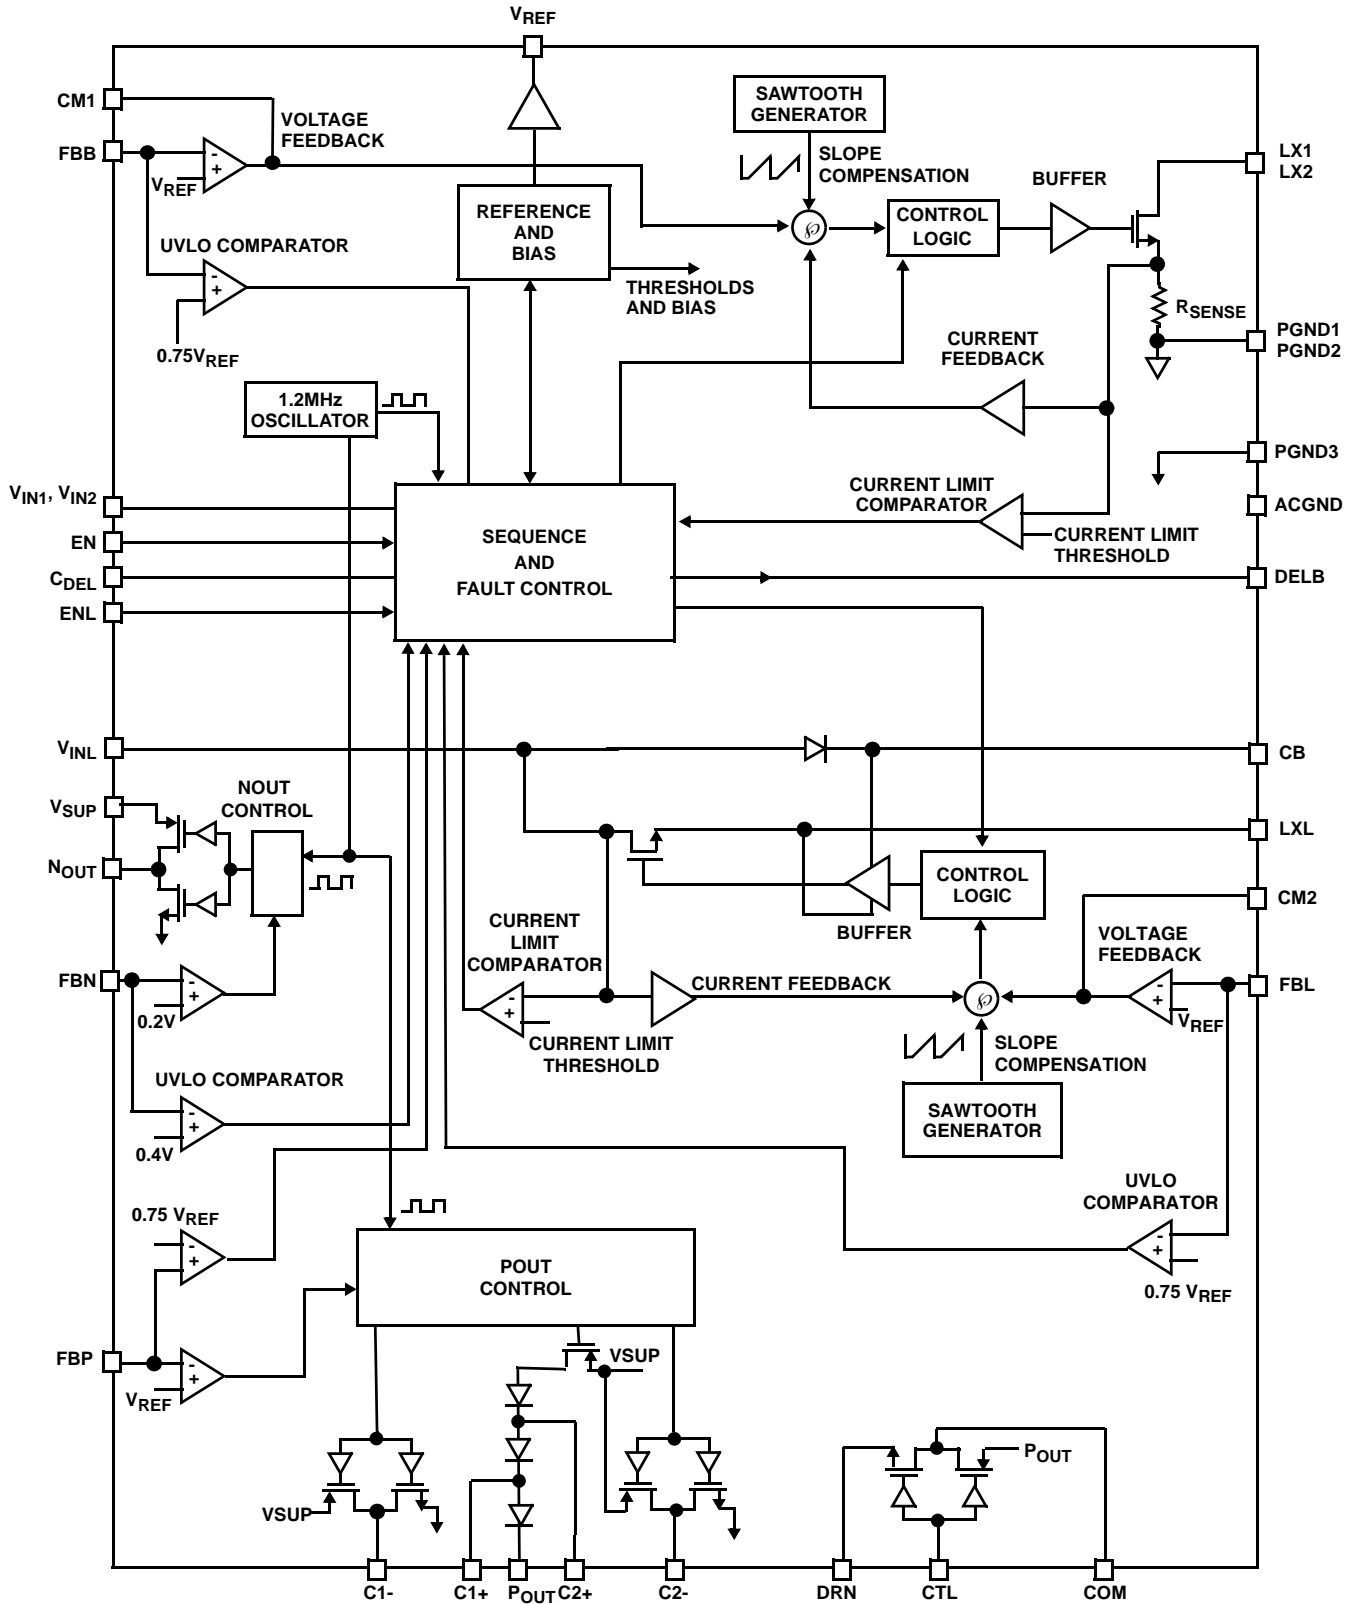 VREF
CM1
SAWTOOTH
GENERATOR
VOLTAGE
FEEDBACK
FBB
-
+
VREF
SLOPE
COMPENSATION
LX1
LX2
BUFFER
REFERENCE
AND
BIAS
CONTROL
LOGIC
℘
UVLO COMPARATOR
-
+
THRESHOLDS
AND BIAS
RSENSE
0.75VREF
CURRENT
FEEDBACK
PGND1
PGND2
1.2MHz
OSCILLATOR
PGND3
VIN1, VIN2
CURRENT LIMIT
COMPARATOR
ACGND
EN
SEQUENCE
AND
FAULT CONTROL
CURRENT LIMIT
THRESHOLD
CDEL
DELB
ENL
VINL
CB
NOUT
CONTROL
VSUP
LXL
NOUT
CONTROL
LOGIC
CM2
BUFFER
CURRENT
LIMIT
COMPARATOR
VOLTAGE
FEEDBACK
FBN
-
+
0.2V
CURRENT FEEDBACK
-
+
℘
-
+
VREF
FBL
CURRENT LIMIT
THRESHOLD
SLOPE
COMPENSATION
UVLO COMPARATOR
-
+
0.4V
SAWTOOTH
GENERATOR
UVLO
COMPARATOR
0.75 VREF
-
+
-
+
0.75 VREF
POUT
CONTROL
FBP
-
+
VREF
VSUP
POUT
VSUP
C1-
C1+
POUT
C2+
C2-
DRN
CTL
COM